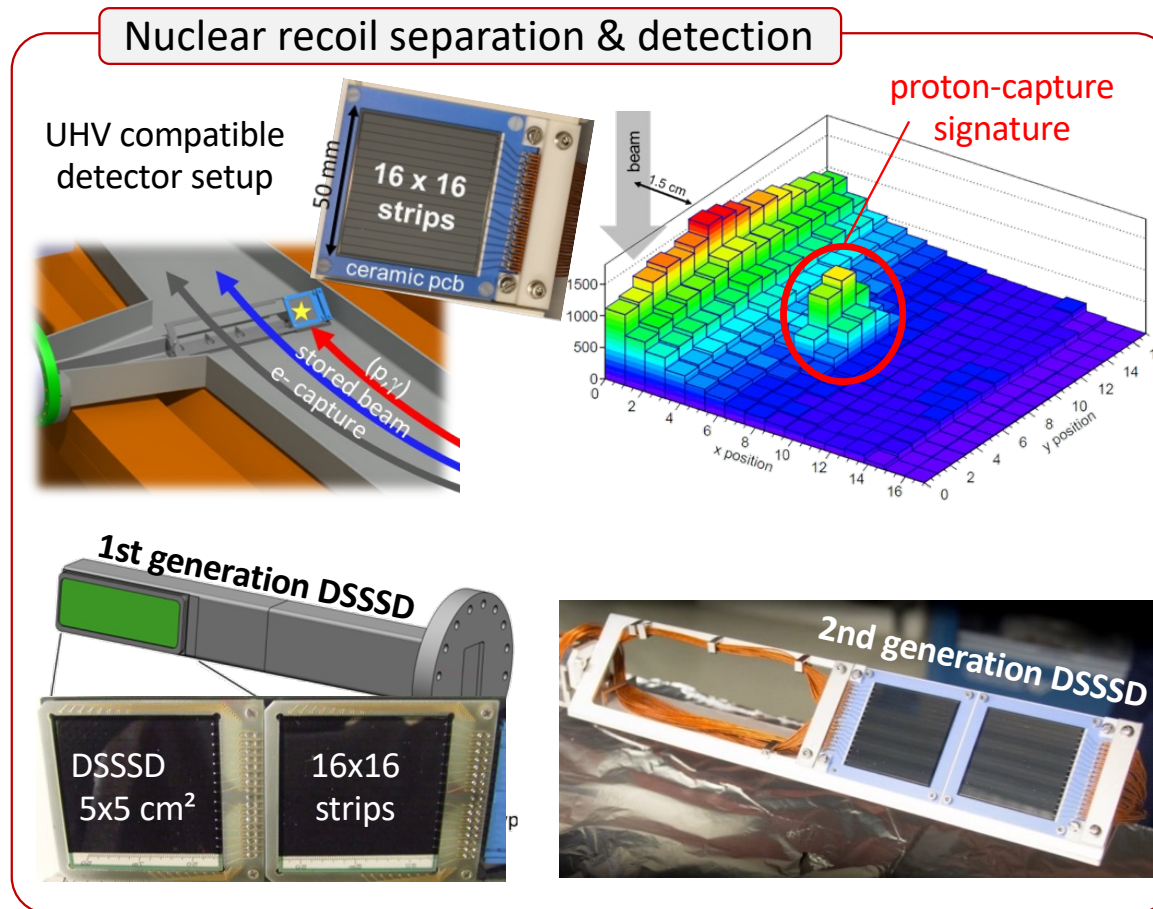 Nuclear recoil separation & detection
UHV compatible
detector setup
50 mm
16 x 16
strips
ceramic pcb
(p,γ)
stored beam
e- capture
proton-capture
signature
beam
1.5 cm
1500
1000
500
0
0
2
4
6
8
10
12
14
16
x position
0
2
4
6
8
10
12
14
y position
1st generation DSSSD
DSSSD
5x5 cm²
16x16
strips
2nd generation DSSSD